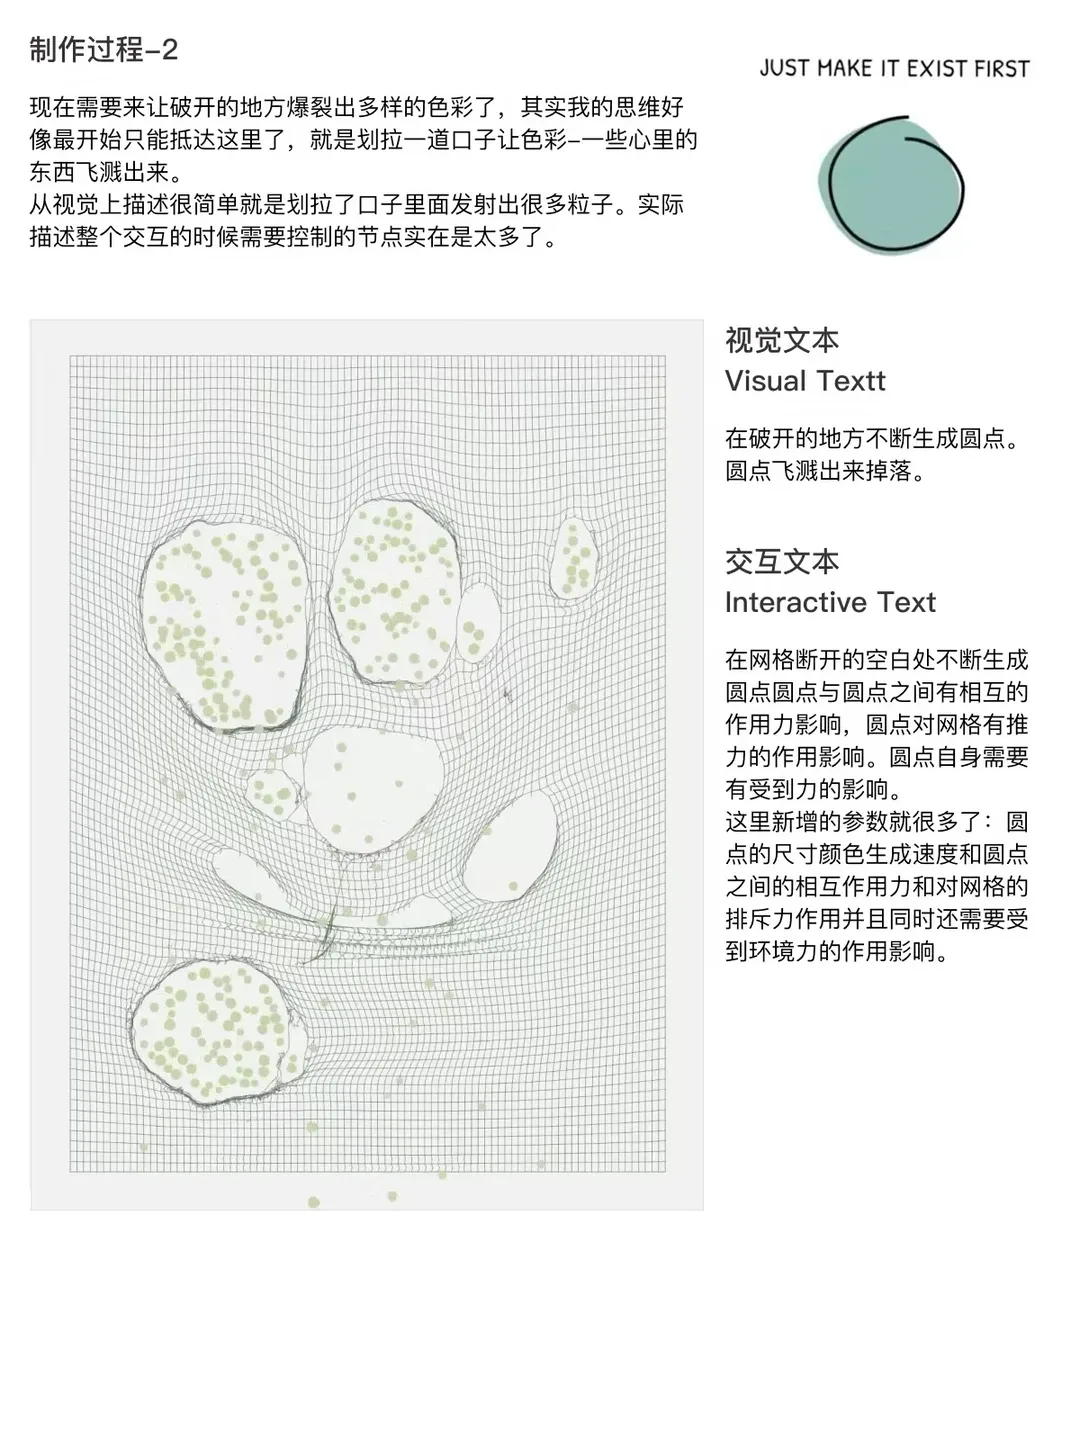 制作过程-2
JUST MAKE IT EXIST FIRST
现在需要来让破开的地方爆裂出多样的色彩了，其实我的思维好
像最开始只能抵达这里了，就是划拉一道口子让色彩-一些心里的
东西飞溅出来。
从视觉上描述很简单就是划拉了口子里面发射出很多粒子。实际
描述整个交互的时候需要控制的节点实在是太多了。
视觉文本
Visual Textt
在破开的地方不断生成圆点。
圆点飞溅出来掉落。
交互文本
Interactive Text
在网格断开的空白处不断生成
圆点圆点与圆点之间有相互的
作用力影响，圆点对网格有推
力的作用影响。圆点自身需要
有受到力的影响。
这里新增的参数就很多了：圆
点的尺寸颜色生成速度和圆点
之间的相互作用力和对网格的
排斥力作用并且同时还需要受
到环境力的作用影响。